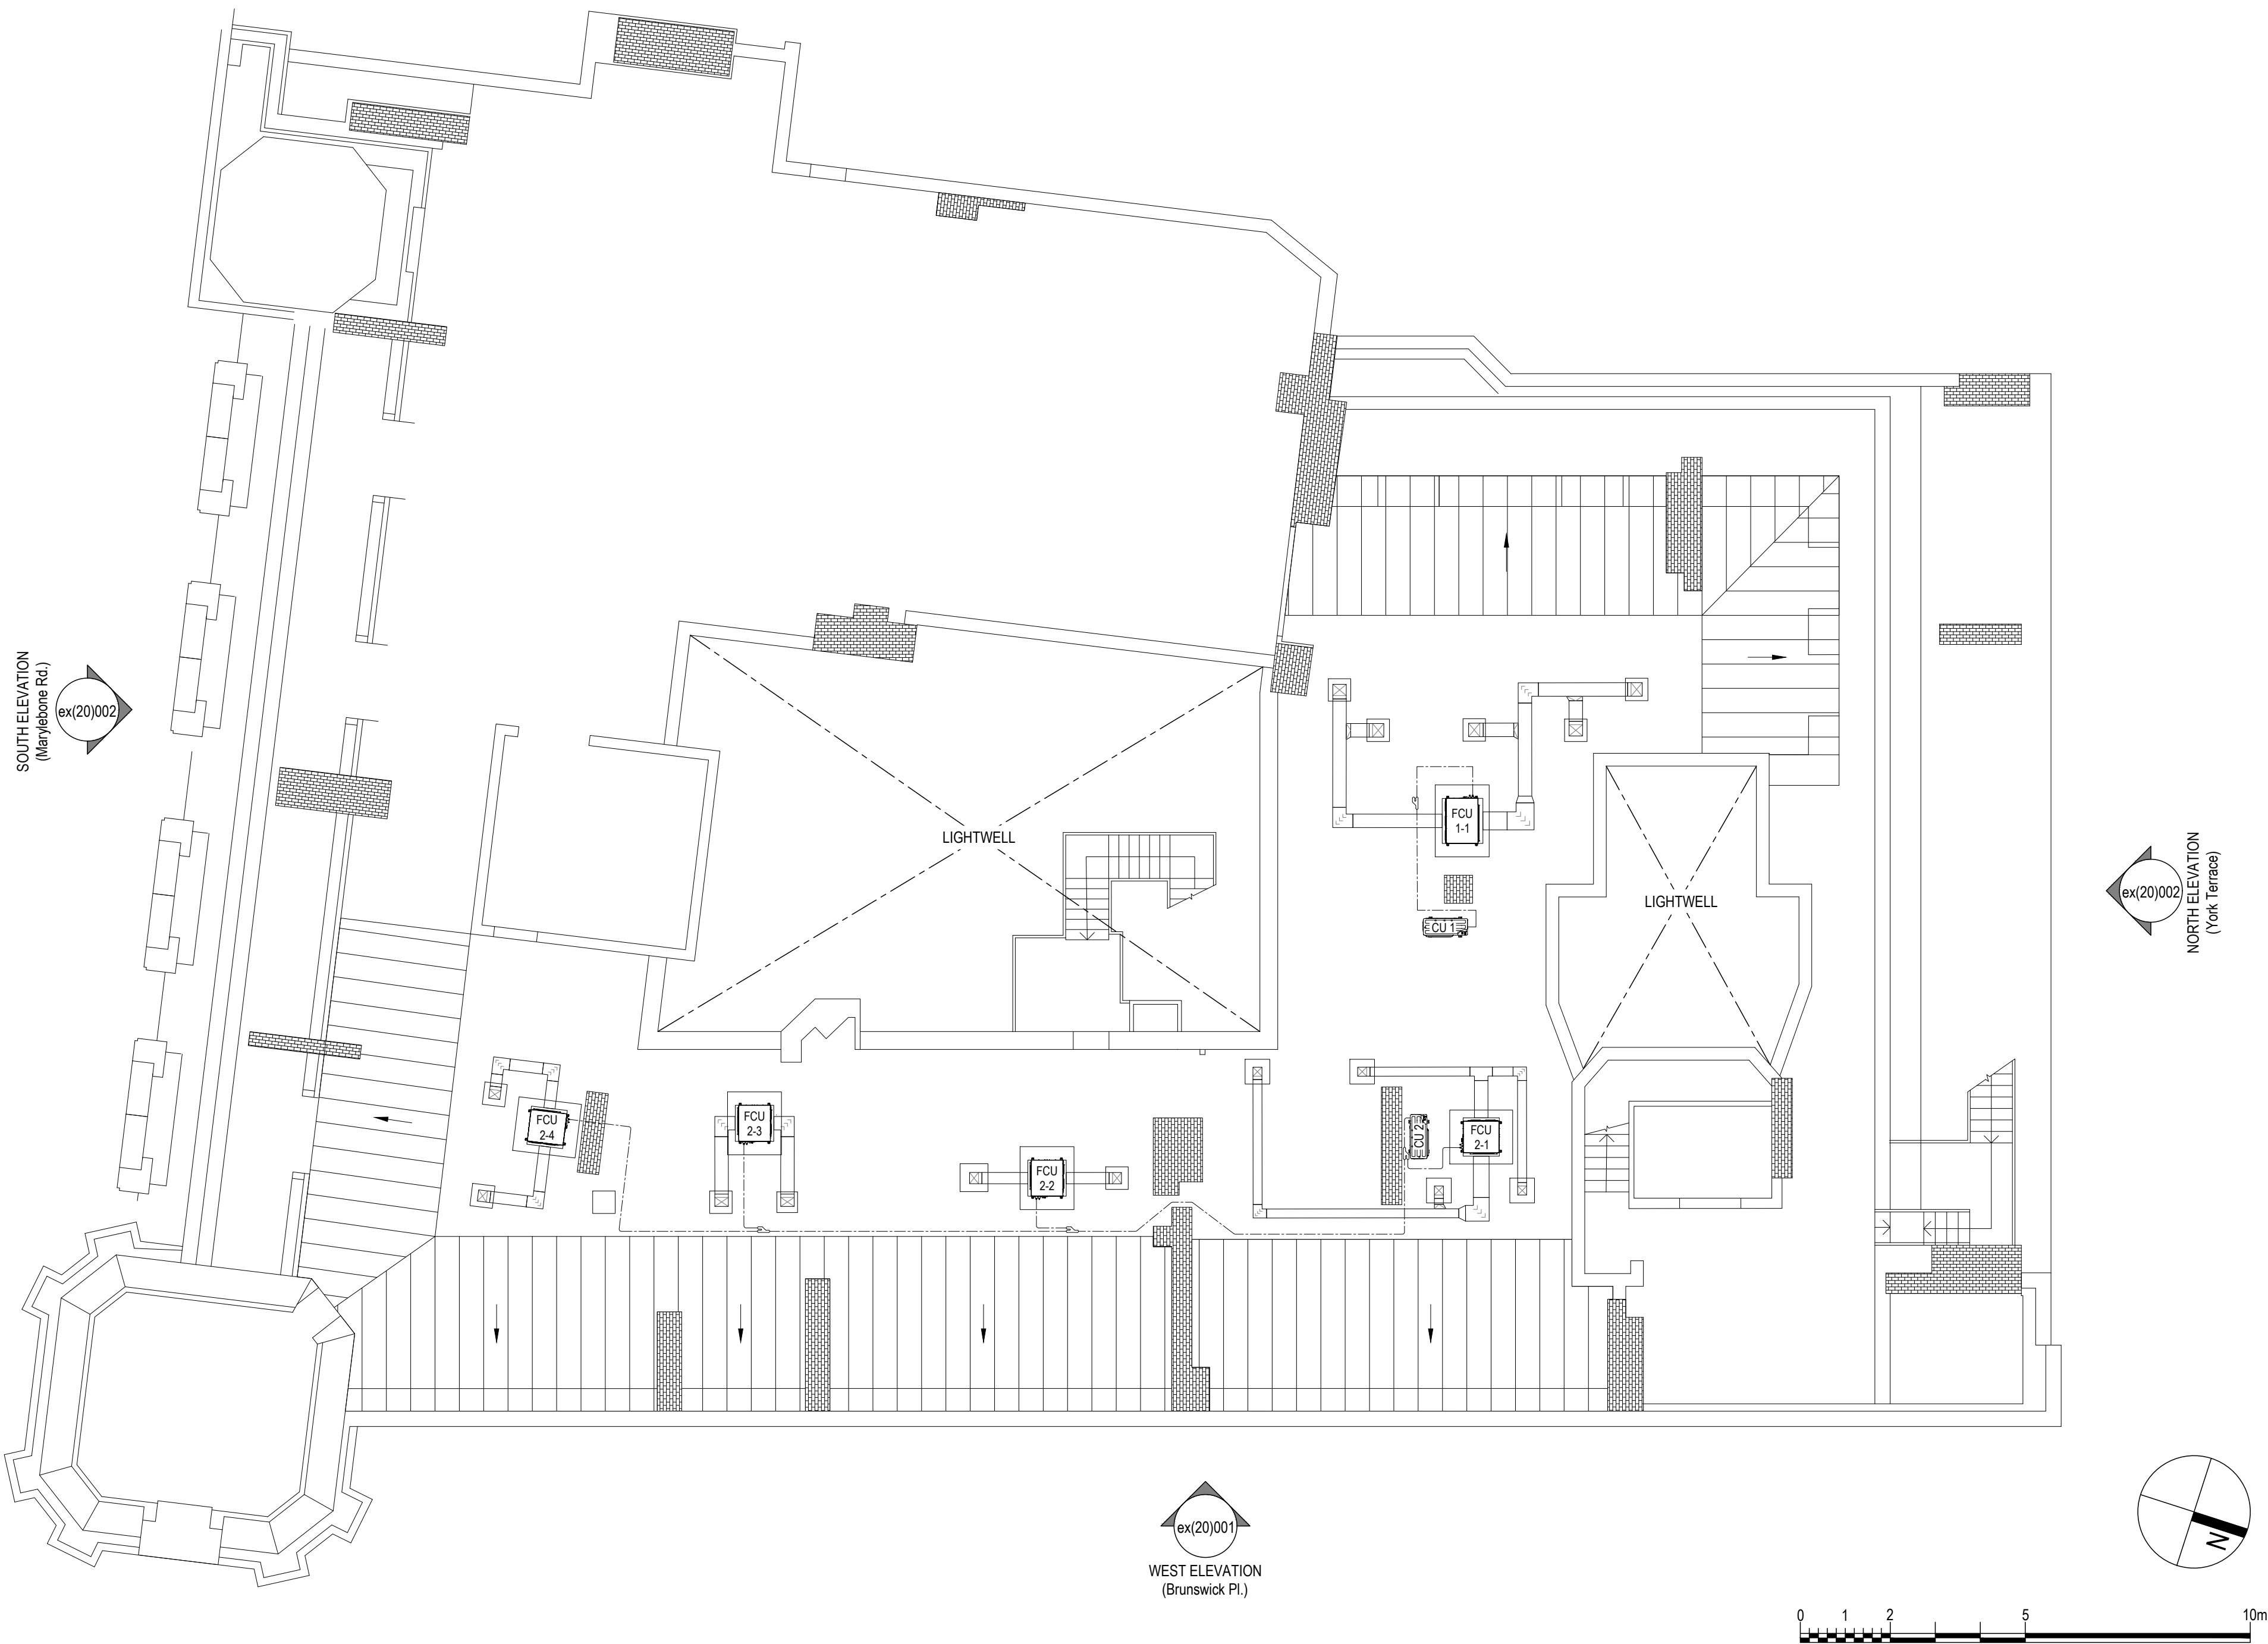 SOUTH ELEVATION
(Marylebone Rd.)
ex(20)002
LIGHTWELL
FCU
1-1
CU 1
LIGHTWELL
ex(20)002
NORTH ELEVATION
(York Terrace)
FCU
2-4
FCU
2-3
FCU
2-2
CU 2
FCU
2-1
ex(20)001
WEST ELEVATION
(Brunswick Pl.)
N
0 1 2 5 10m